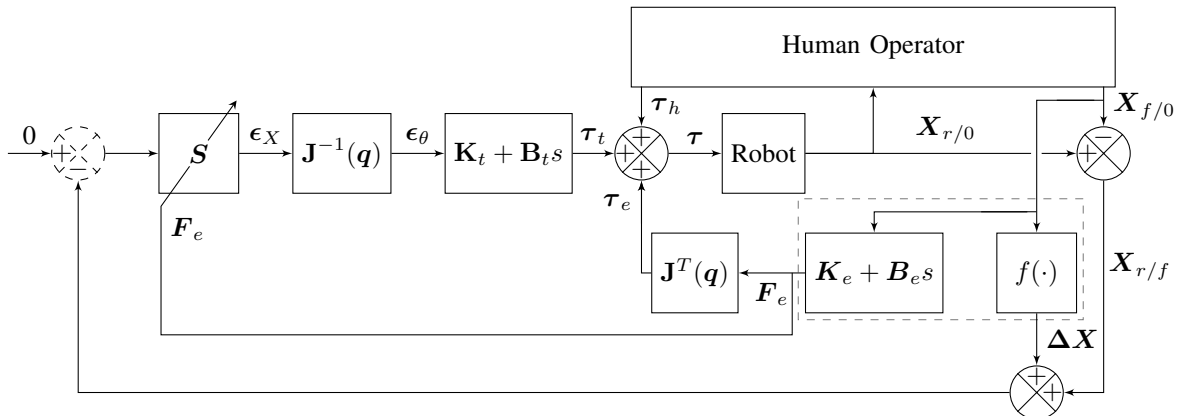 Human Operator
0
+
−
S
ϵ_X
J^{-1}(q)
ϵ_θ
K_t + B_t s
τ_t
τ_h
+
−
+
τ
Robot
X_{r/0}
X_{f/0}
−
+
F_e
τ_e
J^T(q)
F_e
K_e + B_e s
f(·)
X_{r/f}
ΔX
+
+